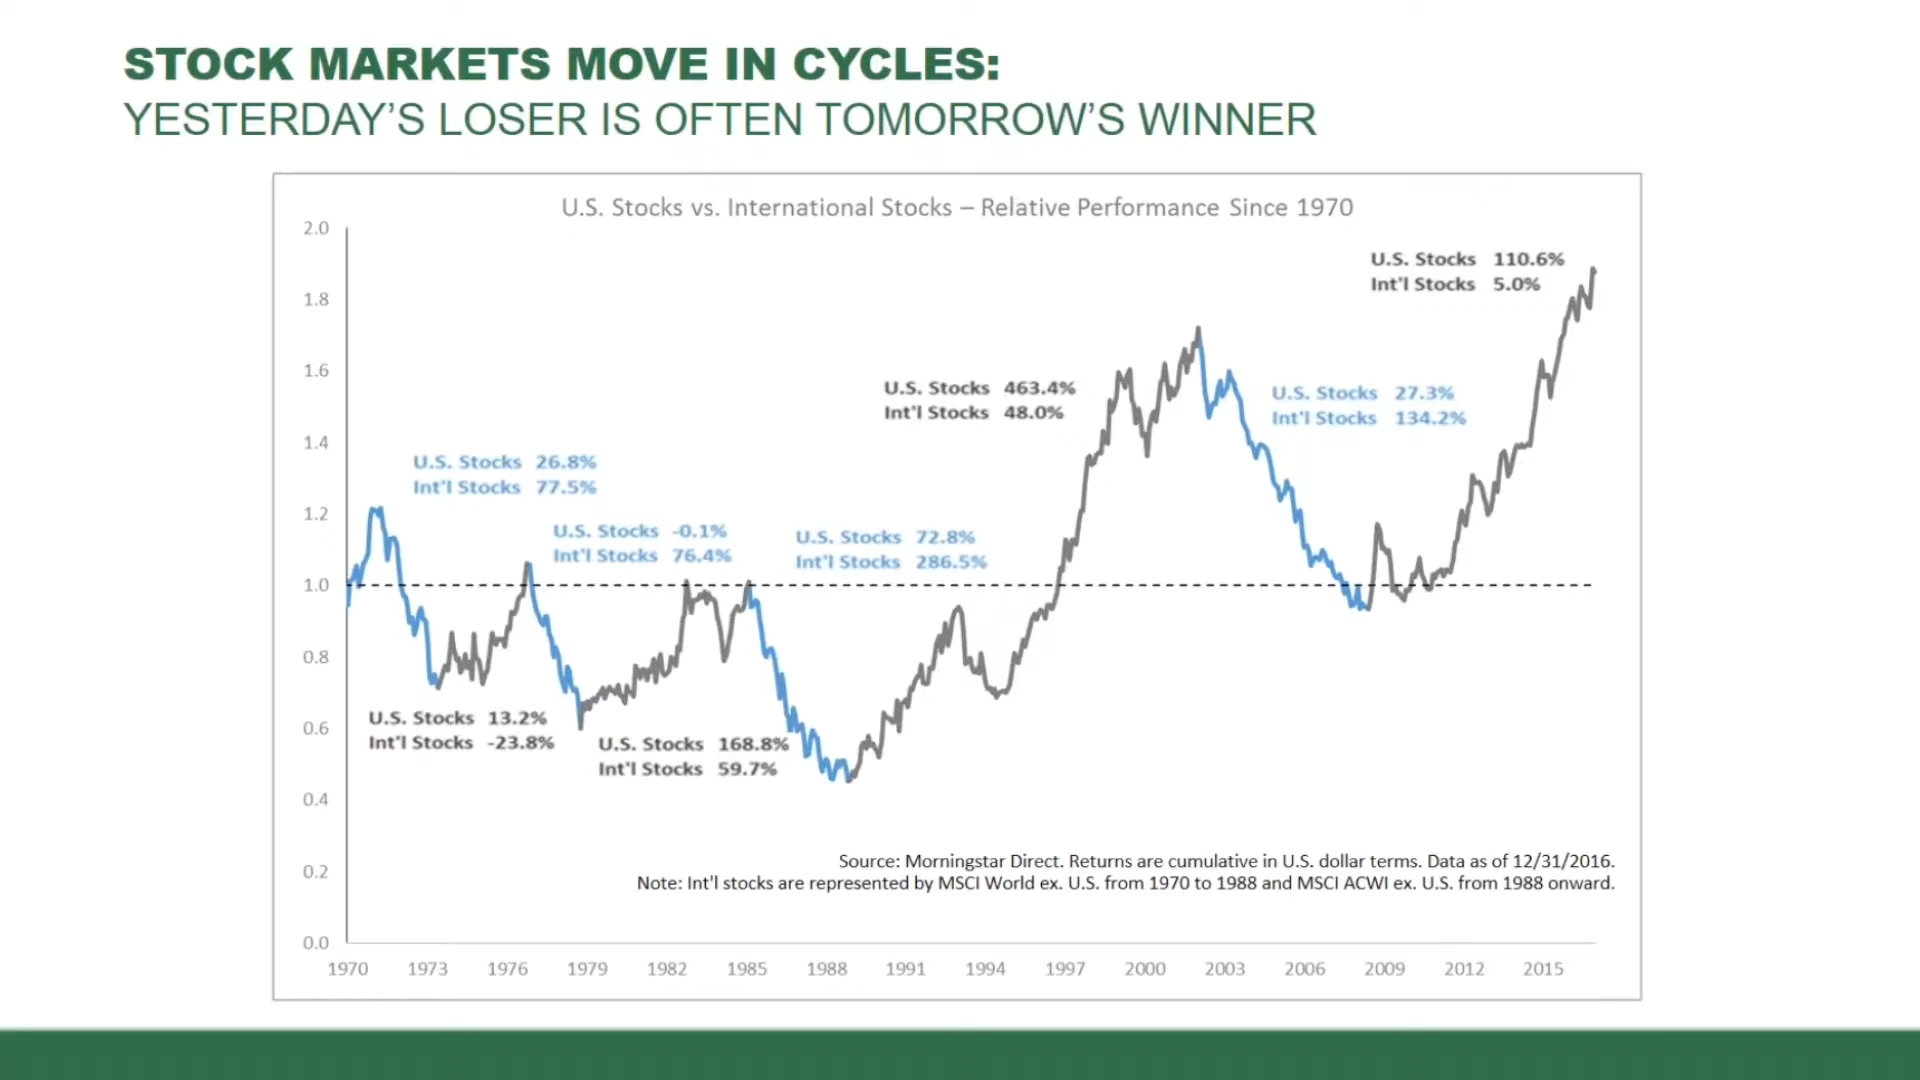 STOCK MARKETS MOVE IN CYCLES:
YESTERDAY'S LOSER IS OFTEN TOMORROW'S WINNER
U.S. Stocks vs. International Stocks – Relative Performance Since 1970
2.0
1.8
1.6
1.4
1.2
1.0
0.8
0.6
0.4
0.2
0.0
U.S. Stocks 26.8%
Int'l Stocks 77.5%
U.S. Stocks 13.2%
Int'l Stocks -23.8%
U.S. Stocks -0.1%
Int'l Stocks 76.4%
U.S. Stocks 168.8%
Int'l Stocks 59.7%
U.S. Stocks 72.8%
Int'l Stocks 286.5%
U.S. Stocks 463.4%
Int'l Stocks 48.0%
U.S. Stocks 27.3%
Int'l Stocks 134.2%
U.S. Stocks 110.6%
Int'l Stocks 5.0%
Source: Morningstar Direct. Returns are cumulative in U.S. dollar terms. Data as of 12/31/2016.
Note: Int'l stocks are represented by MSCI World ex. U.S. from 1970 to 1988 and MSCI ACWI ex. U.S. from 1988 onward.
1970 1973 1976 1979 1982 1985 1988 1991 1994 1997 2000 2003 2006 2009 2012 2015